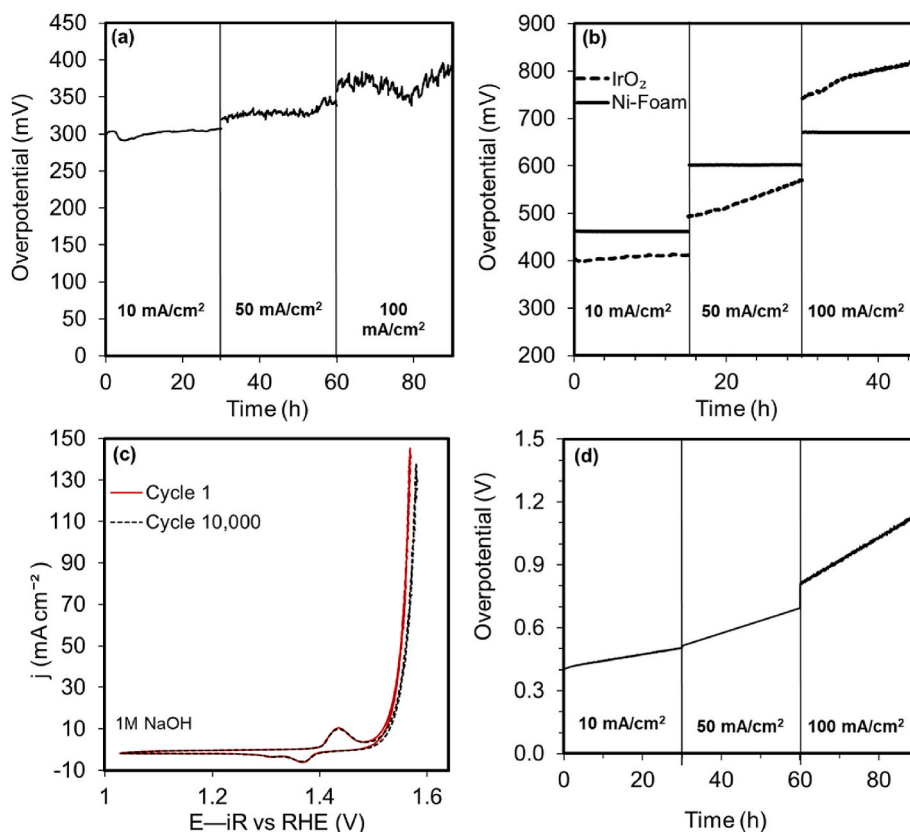 (a)
450
400
350
300
250
200
150
100
50
0
Overpotential (mV)
10 mA/cm²
50 mA/cm²
100
mA/cm²
0
20
40
60
80
Time (h)
(b)
900
800
700
600
500
400
300
200
Overpotential (mV)
IrO₂
Ni-Foam
10 mA/cm²
50 mA/cm²
100 mA/cm²
0
20
40
Time (h)
(c)
150
130
110
90
70
50
30
10
-10
j (mA cm⁻²)
Cycle 1
Cycle 10,000
1M NaOH
1
1.2
1.4
1.6
E—iR vs RHE (V)
(d)
1.5
1.2
0.9
0.6
0.3
0.0
Overpotential (V)
10 mA/cm²
50 mA/cm²
100 mA/cm²
0
20
40
60
80
Time (h)